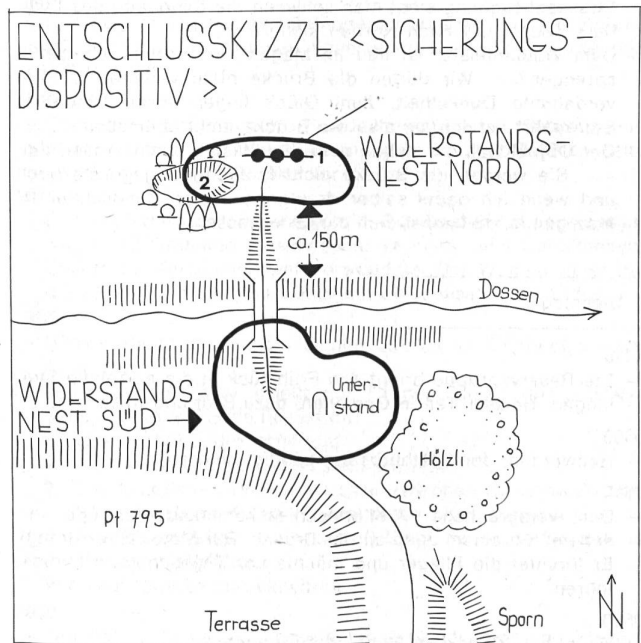 ENTSCHLUSSKIZZE < SICHERUNGS-
DISPOSITIV >
1
2
WIDERSTANDS-
NEST NORD
ca. 150 m
Dossen
Unter-
stand
WIDERSTANDS-
NEST SÜD
Hölzli
Pt 795
Terrasse
Sporn
N